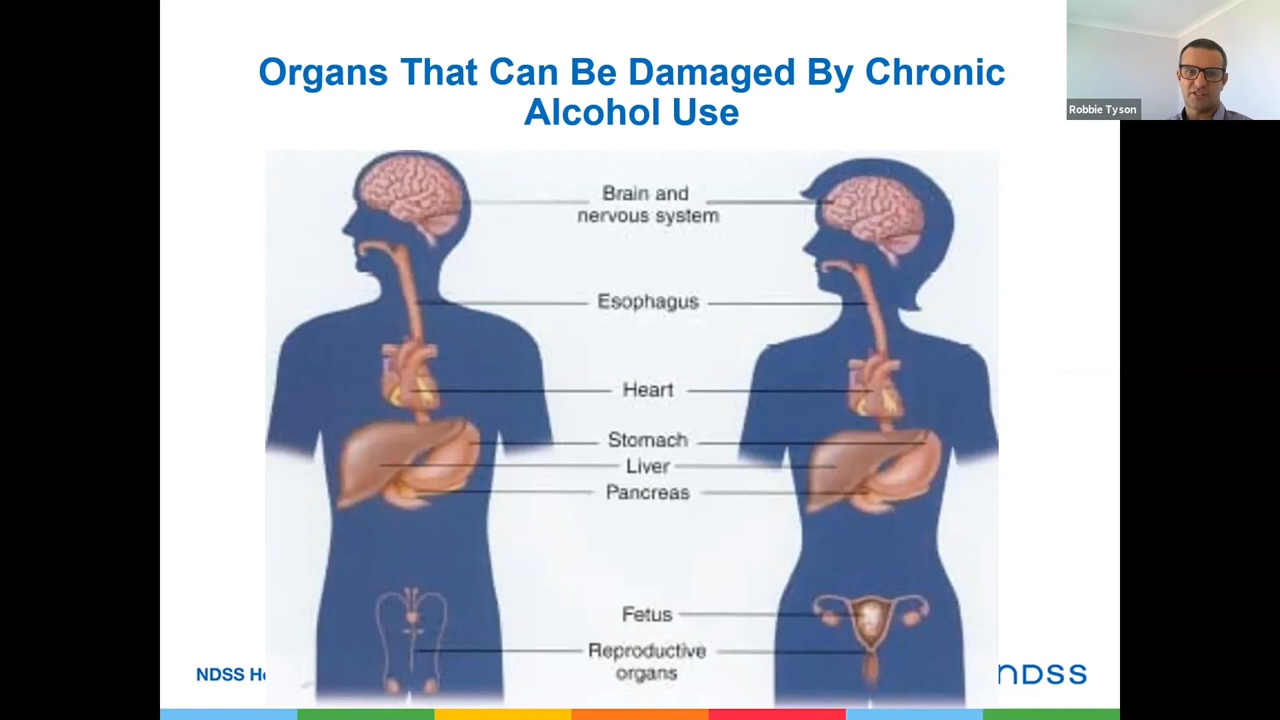 Organs That Can Be Damaged By Chronic
Alcohol Use
Robbie Tyson
Brain and
nervous system
Esophagus
Heart
Stomach
Liver
Pancreas
Fetus
Reproductive
organs
NDSS
NDSS